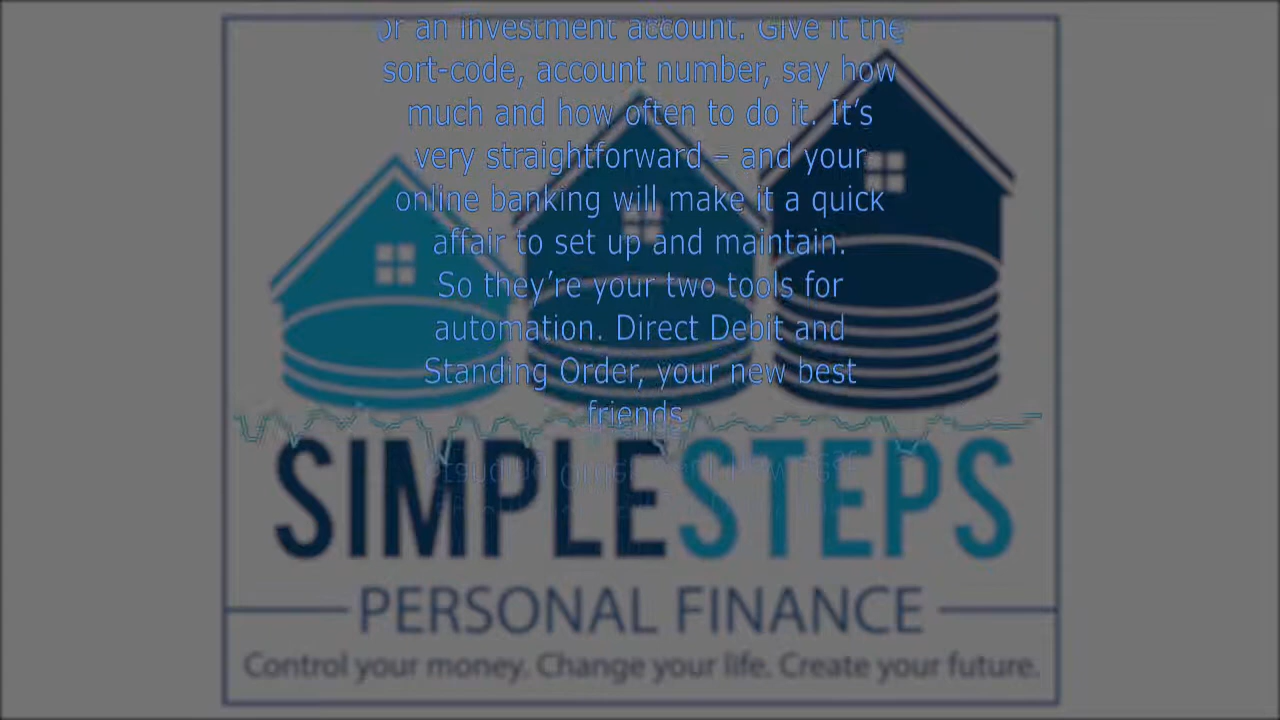 or an investment account. Give it the
sort-code, account number, say how
much and how often to do it. It’s
very straightforward – and your
online banking will make it a quick
affair to set up and maintain.
So they’re your two tools for
automation. Direct Debit and
Standing Order, your new best
friends.
SIMPLESTEPS
PERSONAL FINANCE
Control your money. Change your life. Create your future.